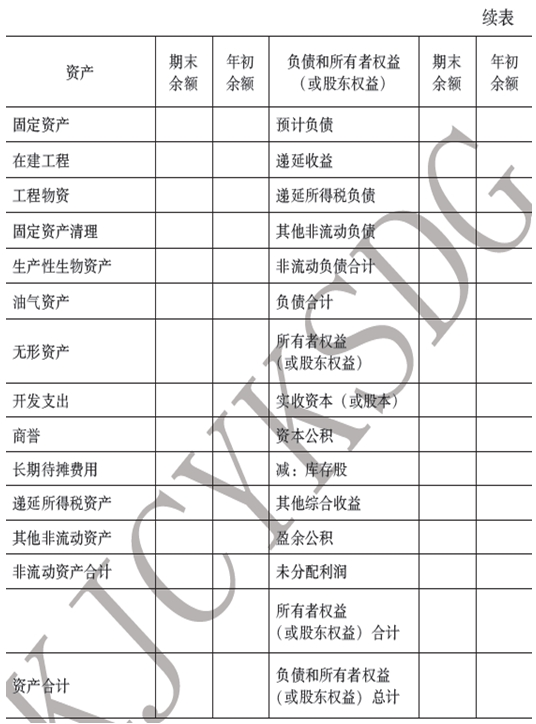 续表
资产 期末余额 年初余额 负债和所有者权益（或股东权益） 期末余额 年初余额
固定资产 预计负债
在建工程 递延收益
工程物资 递延所得税负债
固定资产清理 其他非流动负债
生产性生物资产 非流动负债合计
油气资产 负债合计
无形资产 所有者权益（或股东权益）
开发支出 实收资本（或股本）
商誉 资本公积
长期待摊费用 减：库存股
递延所得税资产 其他综合收益
其他非流动资产 盈余公积
非流动资产合计 未分配利润
所有者权益（或股东权益）合计
资产合计 负债和所有者权益（或股东权益）总计
KJCYKSDG